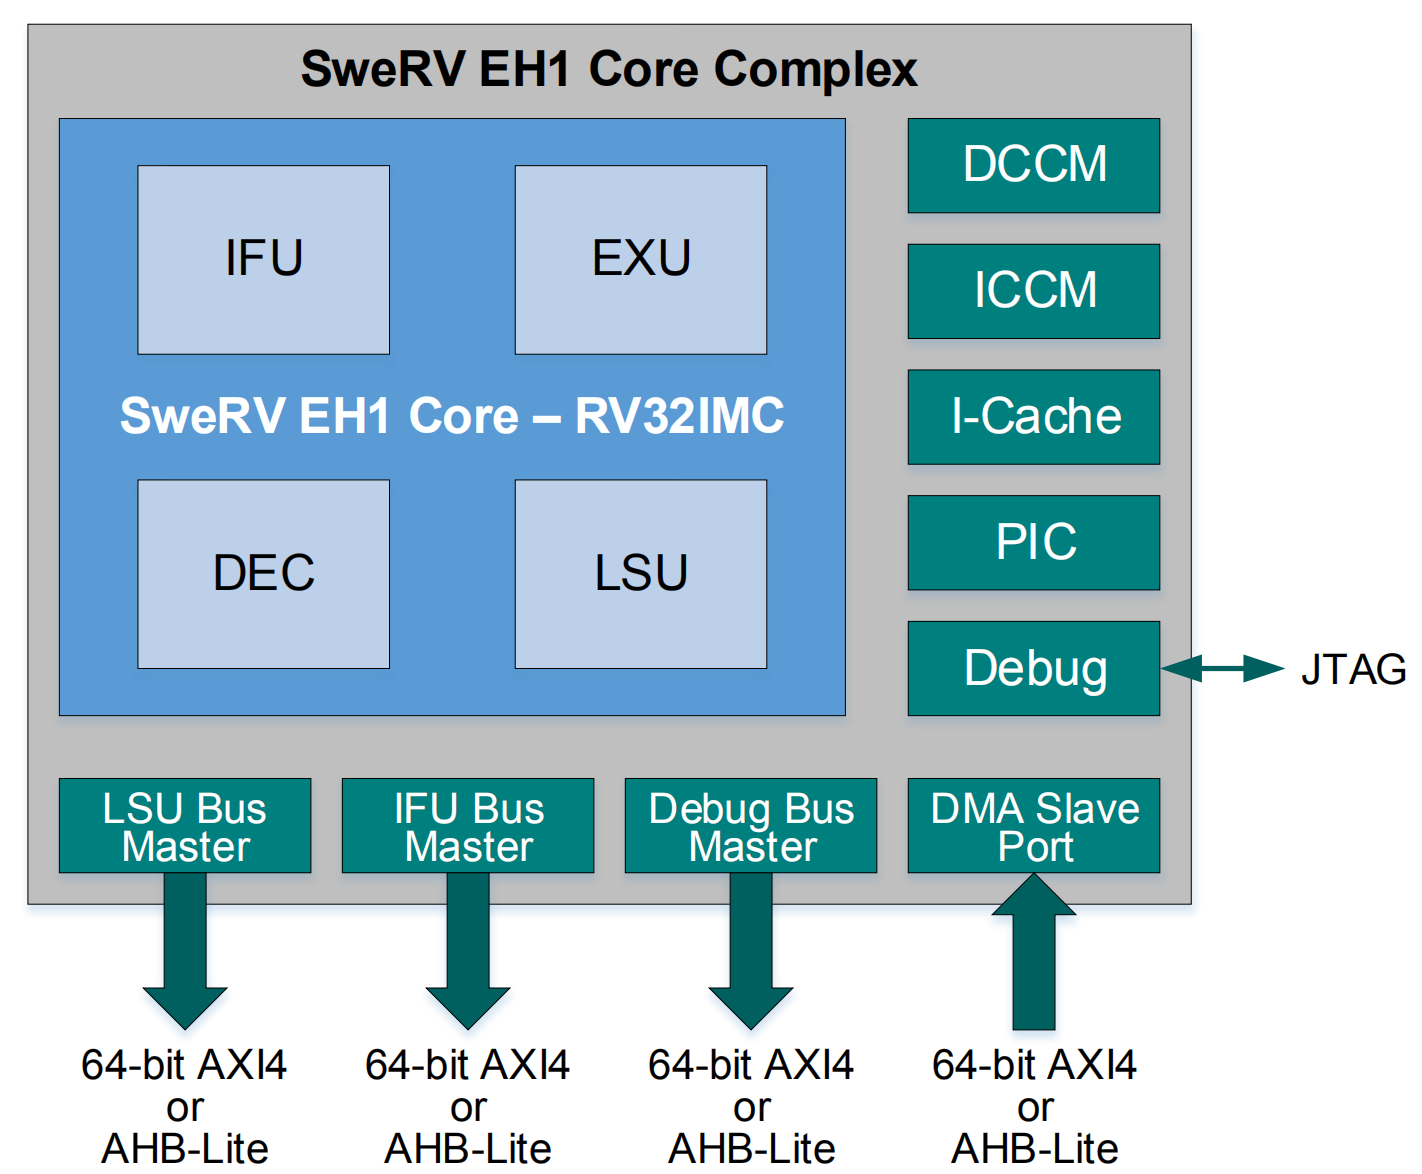 SweRV EH1 Core Complex
IFU
EXU
SweRV EH1 Core – RV32IMC
DEC
LSU
DCCM
ICCM
I-Cache
PIC
Debug
JTAG
LSU Bus
Master
IFU Bus
Master
Debug Bus
Master
DMA Slave
Port
64-bit AXI4
or
AHB-Lite
64-bit AXI4
or
AHB-Lite
64-bit AXI4
or
AHB-Lite
64-bit AXI4
or
AHB-Lite